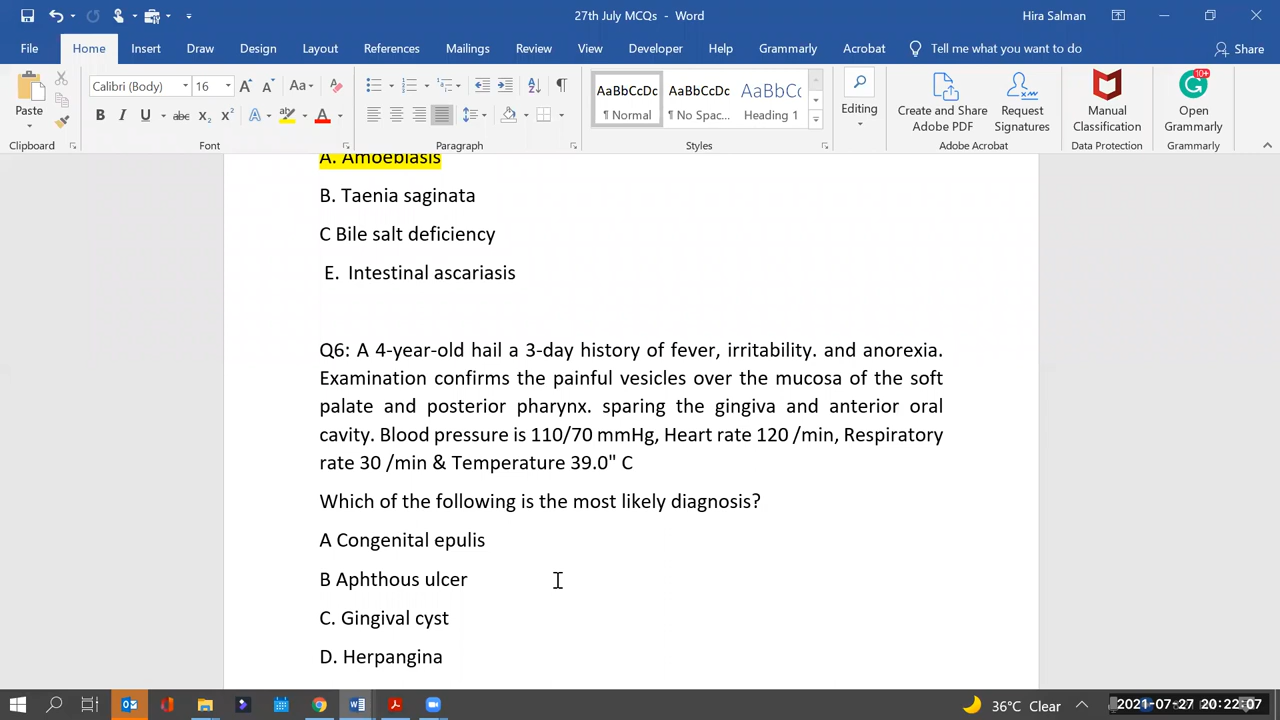 27th July MCQs - Word
Hira Salman
File Home Insert Draw Design Layout References Mailings Review View Developer Help Grammarly Acrobat Tell me what you want to do Share
Calibri (Body) 16
AaBbCcDc AaBbCcDc AaBbCc
¶ Normal ¶ No Spac... Heading 1
Paste
Editing
Create and Share Adobe PDF
Request Signatures
Manual Classification
Open Grammarly
Clipboard Font Paragraph Styles Adobe Acrobat Data Protection Grammarly
A. Amoebiasis
B. Taenia saginata
C Bile salt deficiency
E. Intestinal ascariasis
Q6: A 4-year-old hail a 3-day history of fever, irritability. and anorexia.
Examination confirms the painful vesicles over the mucosa of the soft
palate and posterior pharynx. sparing the gingiva and anterior oral
cavity. Blood pressure is 110/70 mmHg, Heart rate 120 /min, Respiratory
rate 30 /min & Temperature 39.0" C
Which of the following is the most likely diagnosis?
A Congenital epulis
B Aphthous ulcer
C. Gingival cyst
D. Herpangina
36°C Clear
2021-07-27 20:22:07